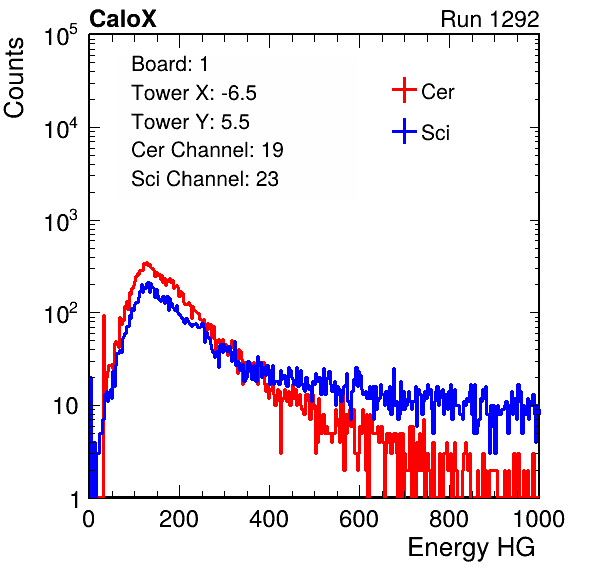 CaloX Run 1292
Counts
10^5
10^4
10^3
10^2
10
1
Board: 1
Tower X: -6.5
Tower Y: 5.5
Cer Channel: 19
Sci Channel: 23
Cer
Sci
0 200 400 600 800 1000
Energy HG